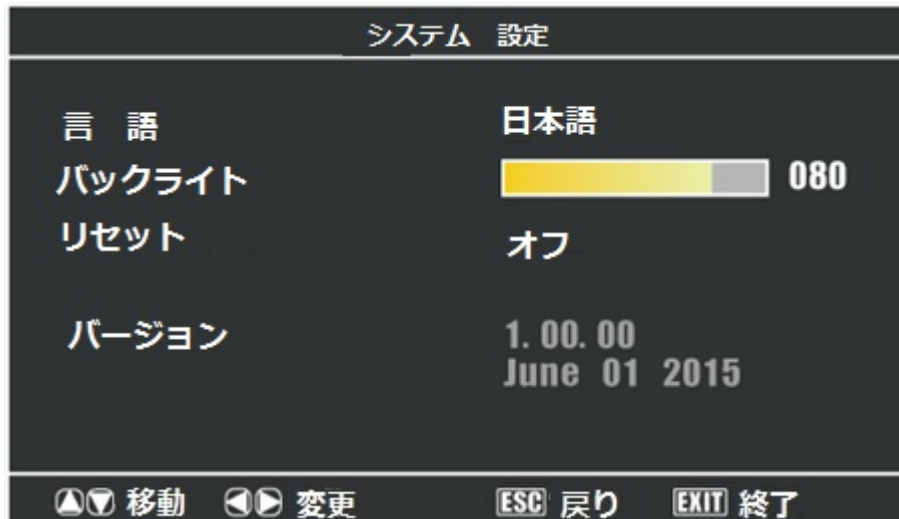 システム 設定
言 語 日本語
バックライト 080
リセット オフ
バージョン 1. 00. 00
June 01 2015
移動 変更 ESC 戻り EXIT 終了